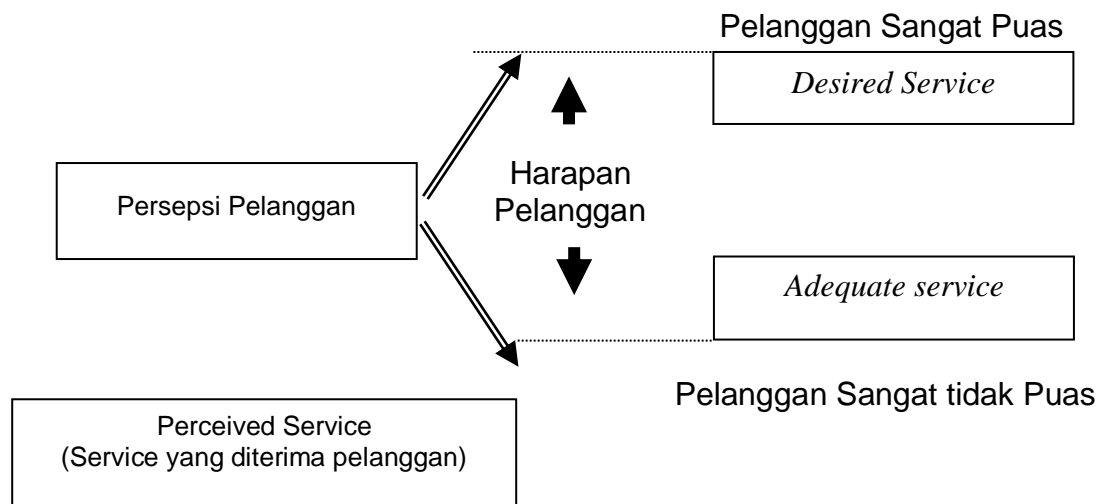 Pelanggan Sangat Puas
Desired Service
Harapan
Pelanggan
Persepsi Pelanggan
Adequate service
Pelanggan Sangat tidak Puas
Perceived Service
(Service yang diterima pelanggan)